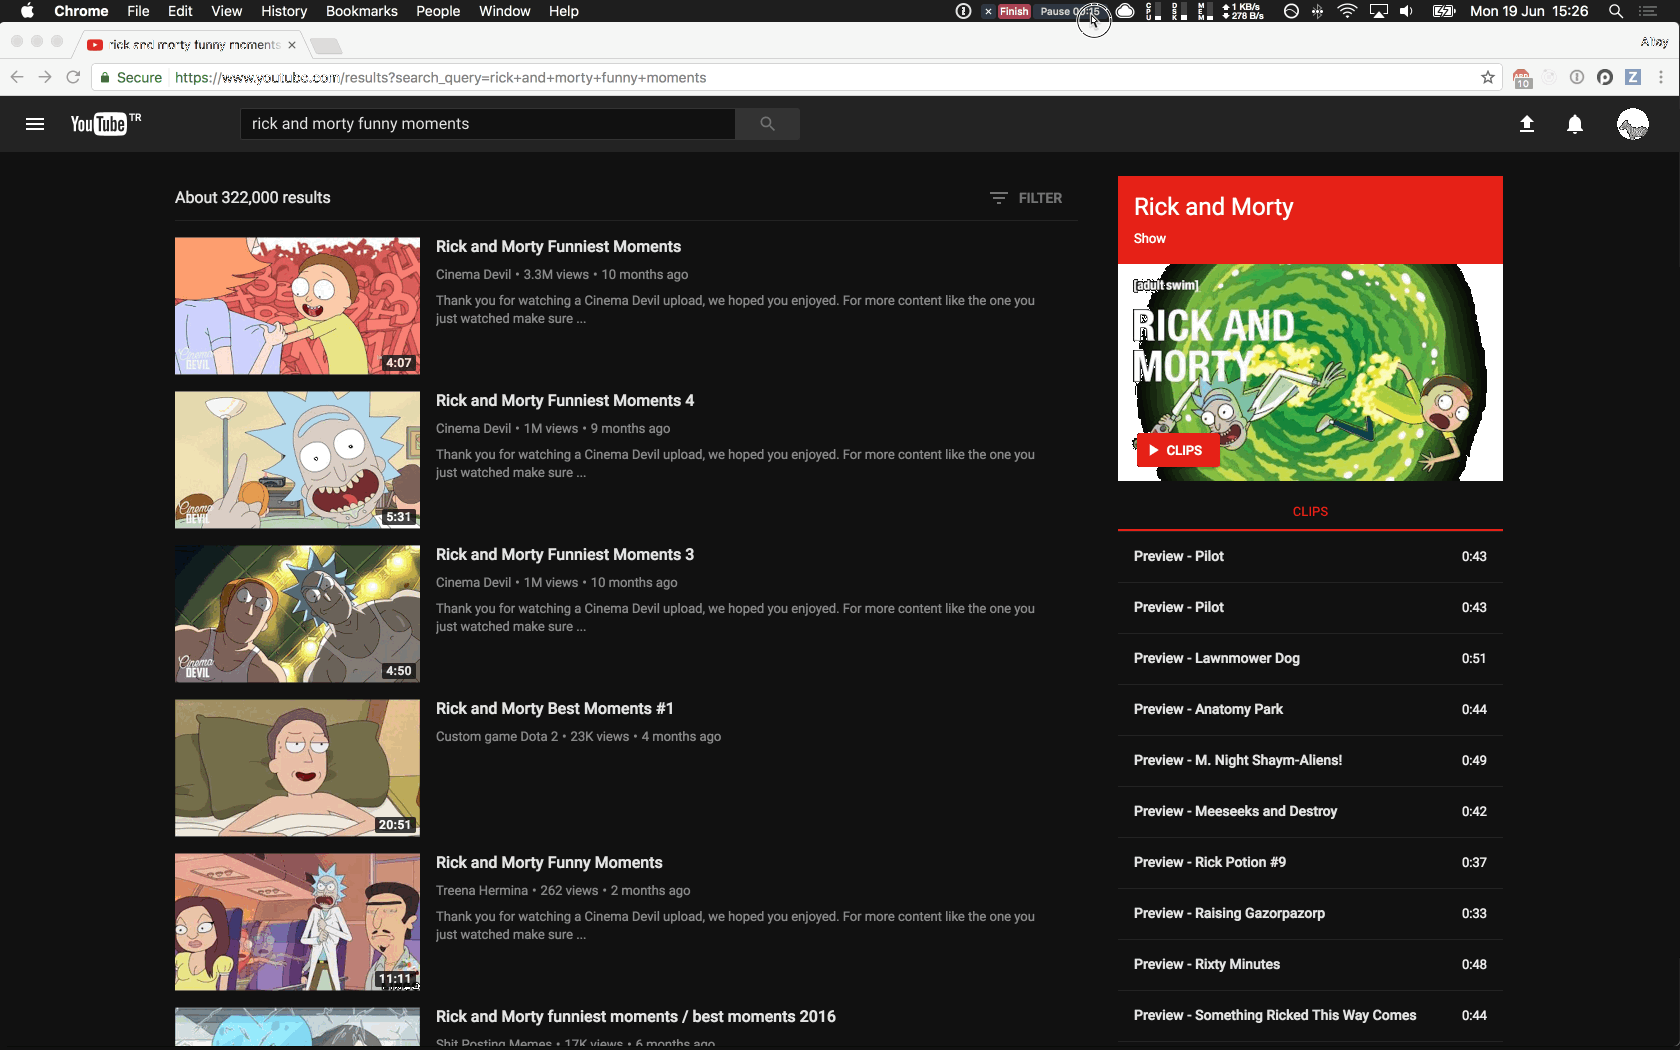 Chrome File Edit View History Bookmarks People Window Help
Finish Pause
1 KB/s
278 B/s
Mon 19 Jun 15:26
rick and morty funny moments
Altay
Secure https://www.youtube.com/results?search_query=rick+and+morty+funny+moments
10
YouTube TR
rick and morty funny moments
About 322,000 results
FILTER
Rick and Morty Funniest Moments
Cinema Devil • 3.3M views • 10 months ago
Thank you for watching a Cinema Devil upload, we hoped you enjoyed. For more content like the one you
just watched make sure ...
Cinema
DEVIL
4:07
Rick and Morty Funniest Moments 4
Cinema Devil • 1M views • 9 months ago
Thank you for watching a Cinema Devil upload, we hoped you enjoyed. For more content like the one you
just watched make sure ...
Cinema
DEVIL
5:31
Rick and Morty Funniest Moments 3
Cinema Devil • 1M views • 10 months ago
Thank you for watching a Cinema Devil upload, we hoped you enjoyed. For more content like the one you
just watched make sure ...
Cinema
DEVIL
4:50
Rick and Morty Best Moments #1
Custom game Dota 2 • 23K views • 4 months ago
20:51
Rick and Morty Funny Moments
Treena Hermina • 262 views • 2 months ago
Thank you for watching a Cinema Devil upload, we hoped you enjoyed. For more content like the one you
just watched make sure ...
11:11
Rick and Morty funniest moments / best moments 2016
Shit Posting Memes • 17K views • 6 months ago
Rick and Morty
Show
[adult swim]
RICK AND
MORTY
CLIPS
CLIPS
Preview - Pilot 0:43
Preview - Pilot 0:43
Preview - Lawnmower Dog 0:51
Preview - Anatomy Park 0:44
Preview - M. Night Shaym-Aliens! 0:49
Preview - Meeseeks and Destroy 0:42
Preview - Rick Potion #9 0:37
Preview - Raising Gazorpazorp 0:33
Preview - Rixty Minutes 0:48
Preview - Something Ricked This Way Comes 0:44